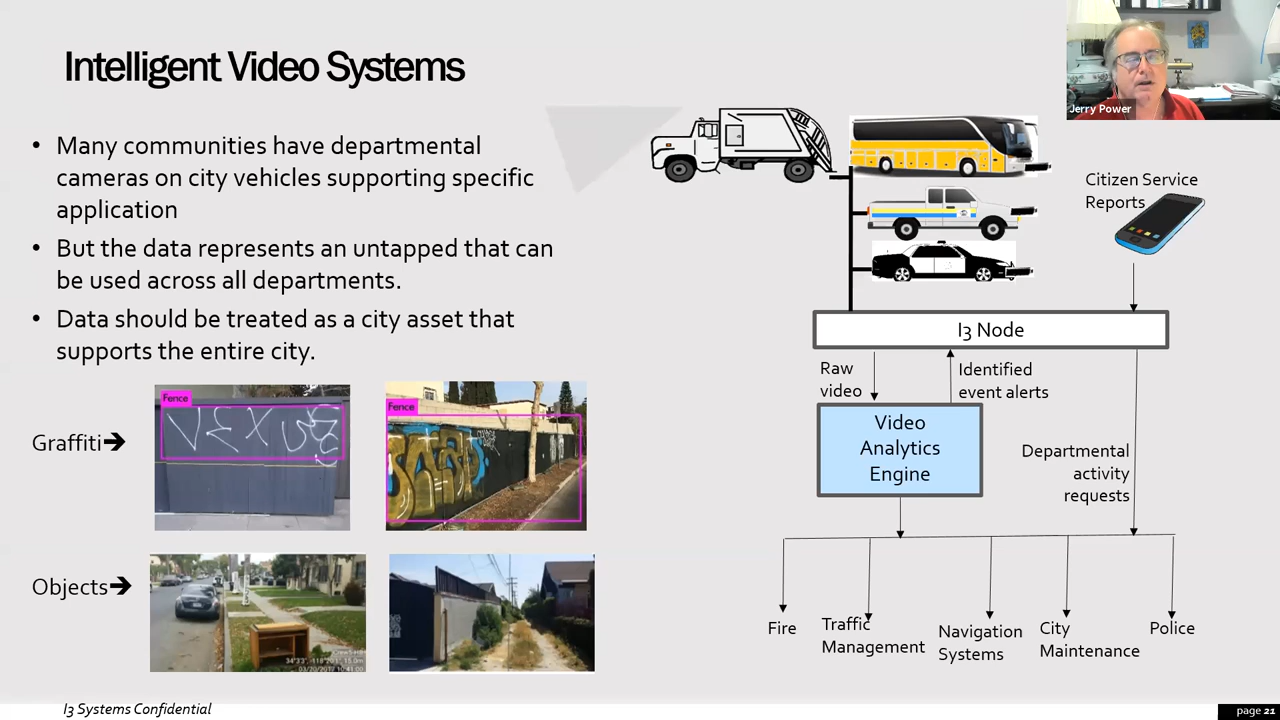 Intelligent Video Systems
• Many communities have departmental
cameras on city vehicles supporting specific
application
• But the data represents an untapped that can
be used across all departments.
• Data should be treated as a city asset that
supports the entire city.
Graffiti➔
Fence
Fence
Objects➔
Jerry Power
Citizen Service
Reports
I3 Node
Raw
video
Identified
event alerts
Video
Analytics
Engine
Departmental
activity
requests
Fire
Traffic
Management
Navigation
Systems
City
Maintenance
Police
I3 Systems Confidential
page 21